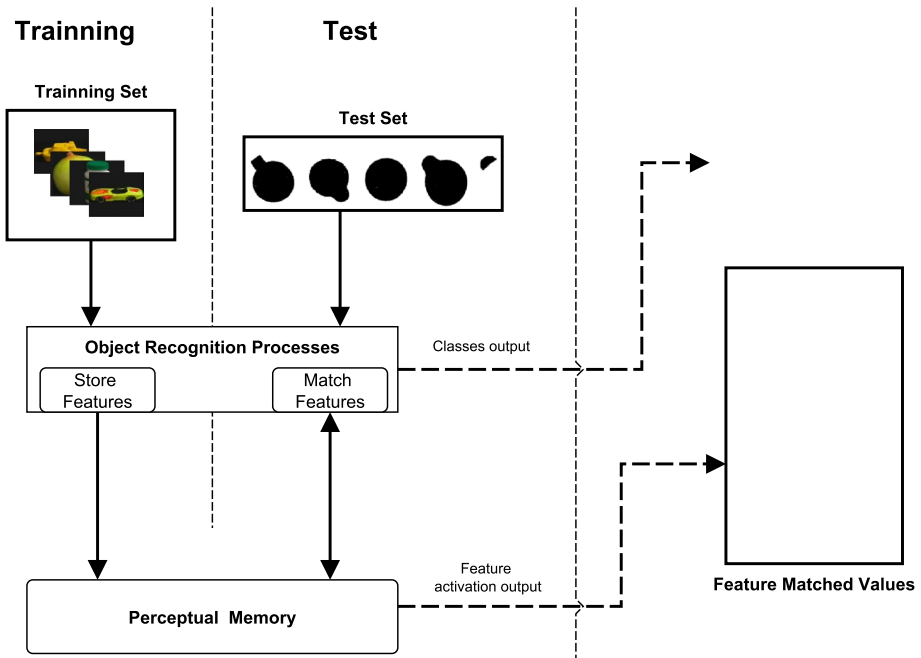 Trainning
Test
Trainning Set
Test Set
Object Recognition Processes
Store
Features
Match
Features
Classes output
Feature
activation output
Perceptual Memory
Feature Matched Values